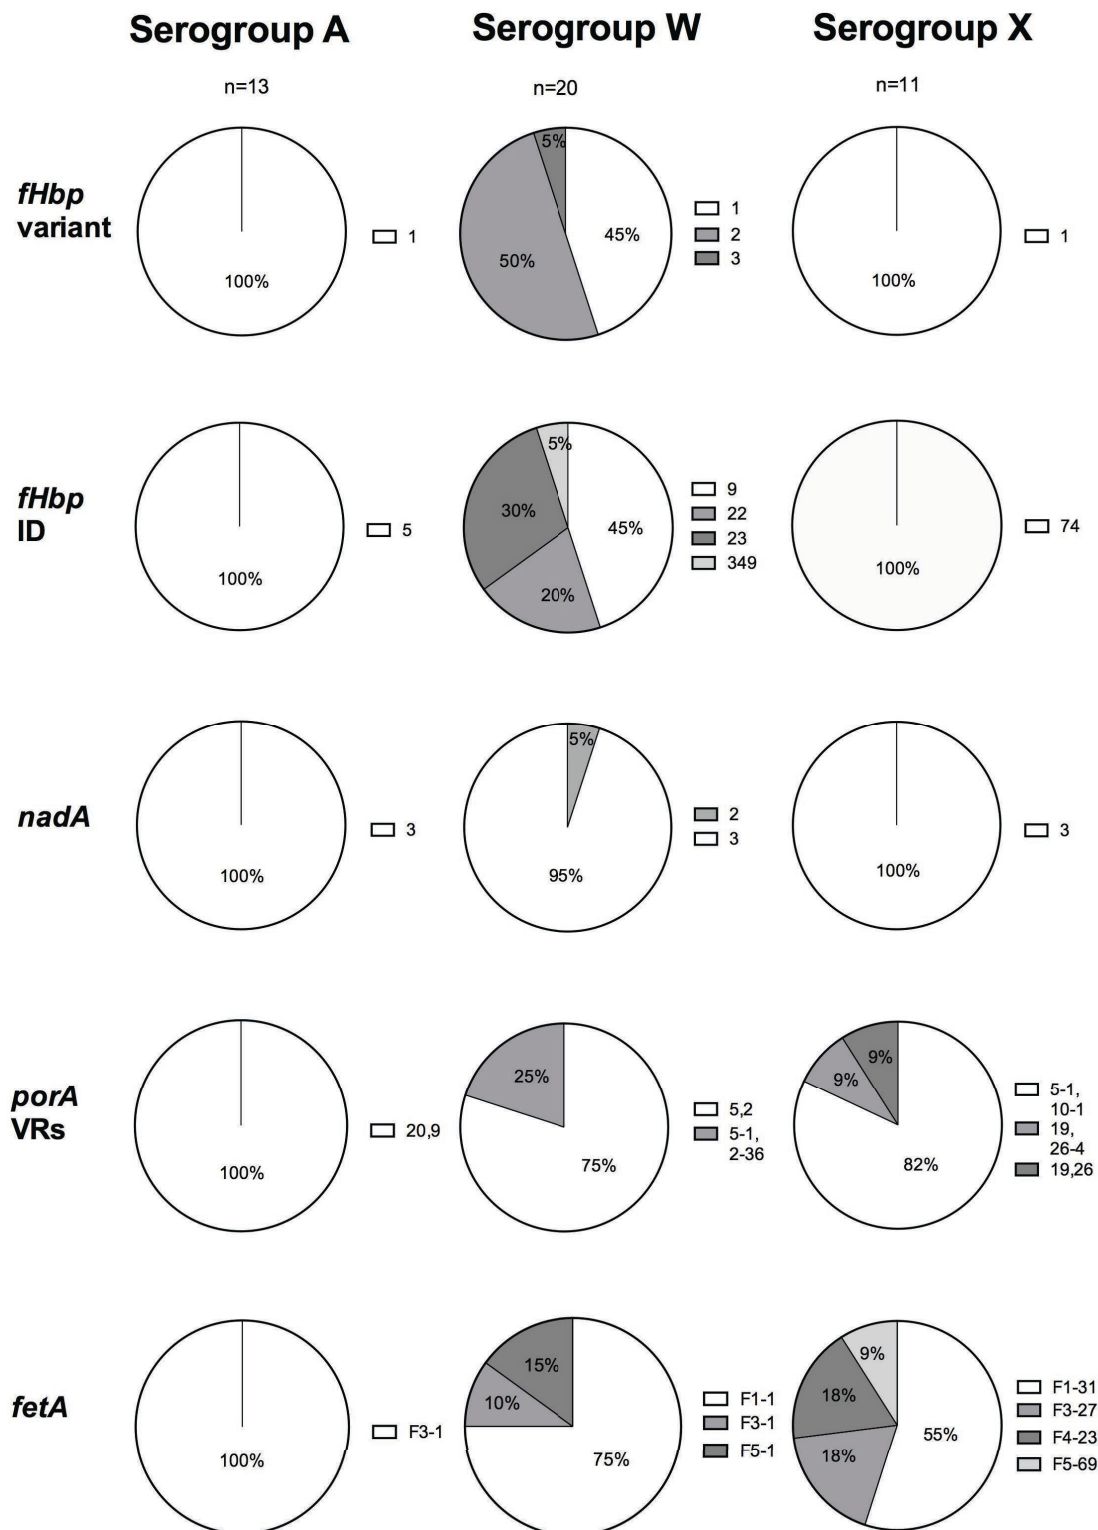 Serogroup A
Serogroup W
Serogroup X
n=13
n=20
n=11
fHbp
variant
100%
1
5%
45%
50%
1
2
3
100%
1
fHbp
ID
100%
5
5%
30%
45%
20%
9
22
23
349
100%
74
nadA
100%
3
5%
95%
2
3
100%
3
porA
VRs
100%
20,9
25%
75%
5,2
5-1,
2-36
9%
9%
82%
5-1,
10-1
19,
26-4
19,26
fetA
100%
F3-1
15%
10%
75%
F1-1
F3-1
F5-1
9%
18%
18%
55%
F1-31
F3-27
F4-23
F5-69